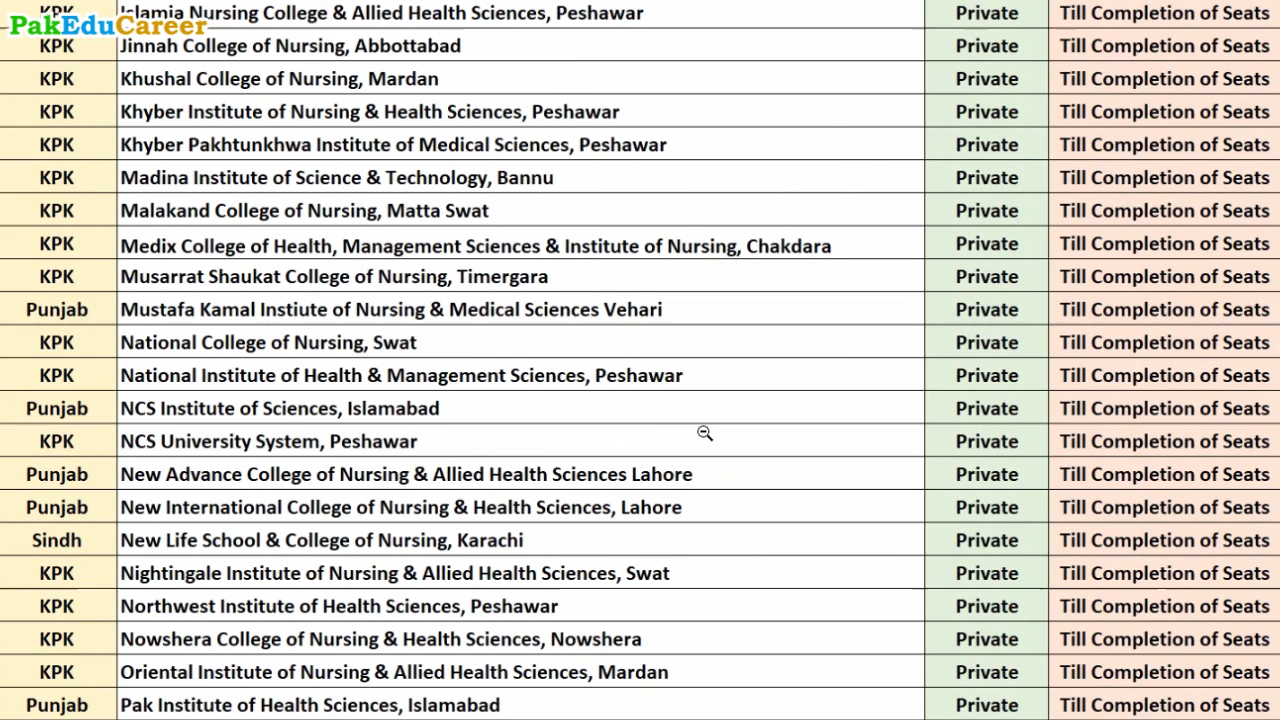 KPK Islamia Nursing College & Allied Health Sciences, Peshawar Private Till Completion of Seats
PakEduCareer
KPK Jinnah College of Nursing, Abbottabad Private Till Completion of Seats
KPK Khushal College of Nursing, Mardan Private Till Completion of Seats
KPK Khyber Institute of Nursing & Health Sciences, Peshawar Private Till Completion of Seats
KPK Khyber Pakhtunkhwa Institute of Medical Sciences, Peshawar Private Till Completion of Seats
KPK Madina Institute of Science & Technology, Bannu Private Till Completion of Seats
KPK Malakand College of Nursing, Matta Swat Private Till Completion of Seats
KPK Medix College of Health, Management Sciences & Institute of Nursing, Chakdara Private Till Completion of Seats
KPK Musarrat Shaukat College of Nursing, Timergara Private Till Completion of Seats
Punjab Mustafa Kamal Instiute of Nursing & Medical Sciences Vehari Private Till Completion of Seats
KPK National College of Nursing, Swat Private Till Completion of Seats
KPK National Institute of Health & Management Sciences, Peshawar Private Till Completion of Seats
Punjab NCS Institute of Sciences, Islamabad Private Till Completion of Seats
KPK NCS University System, Peshawar Private Till Completion of Seats
Punjab New Advance College of Nursing & Allied Health Sciences Lahore Private Till Completion of Seats
Punjab New International College of Nursing & Health Sciences, Lahore Private Till Completion of Seats
Sindh New Life School & College of Nursing, Karachi Private Till Completion of Seats
KPK Nightingale Institute of Nursing & Allied Health Sciences, Swat Private Till Completion of Seats
KPK Northwest Institute of Health Sciences, Peshawar Private Till Completion of Seats
KPK Nowshera College of Nursing & Health Sciences, Nowshera Private Till Completion of Seats
KPK Oriental Institute of Nursing & Allied Health Sciences, Mardan Private Till Completion of Seats
Punjab Pak Institute of Health Sciences, Islamabad Private Till Completion of Seats